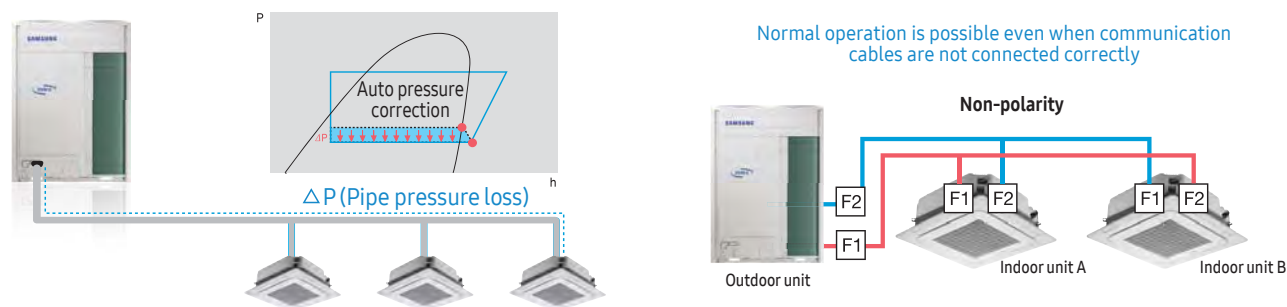 SAMSUNG
P
Auto pressure
correction
ΔP
h
△P (Pipe pressure loss)
Normal operation is possible even when communication
cables are not connected correctly
Non-polarity
SAMSUNG
F2
F1
F1 F2
F1 F2
Outdoor unit
Indoor unit A
Indoor unit B